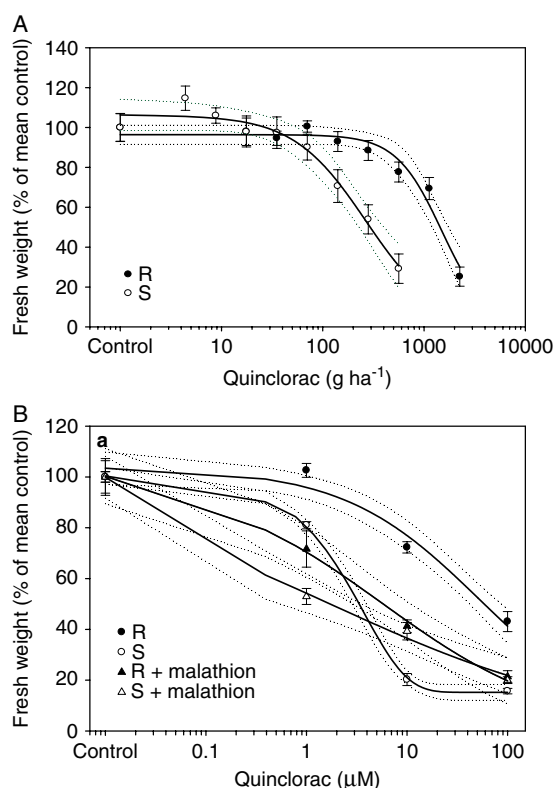 A
Fresh weight (% of mean control)
140
120
100
80
60
40
20
0
R
S
Control 10 100 1000 10000
Quinclorac (g ha-1)
B
a
Fresh weight (% of mean control)
120
100
80
60
40
20
0
R
S
R + malathion
S + malathion
Control 0.1 1 10 100
Quinclorac (μM)